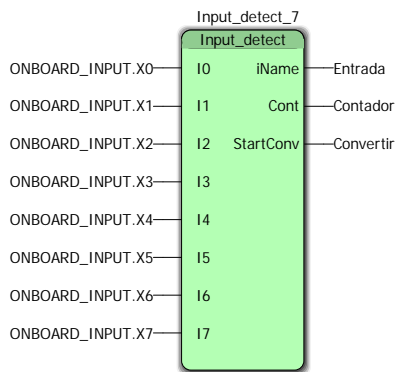 Input_detect_7
Input_detect
ONBOARD_INPUT.X0 I0 iName Entrada
ONBOARD_INPUT.X1 I1 Cont Contador
ONBOARD_INPUT.X2 I2 StartConv Convertir
ONBOARD_INPUT.X3 I3
ONBOARD_INPUT.X4 I4
ONBOARD_INPUT.X5 I5
ONBOARD_INPUT.X6 I6
ONBOARD_INPUT.X7 I7